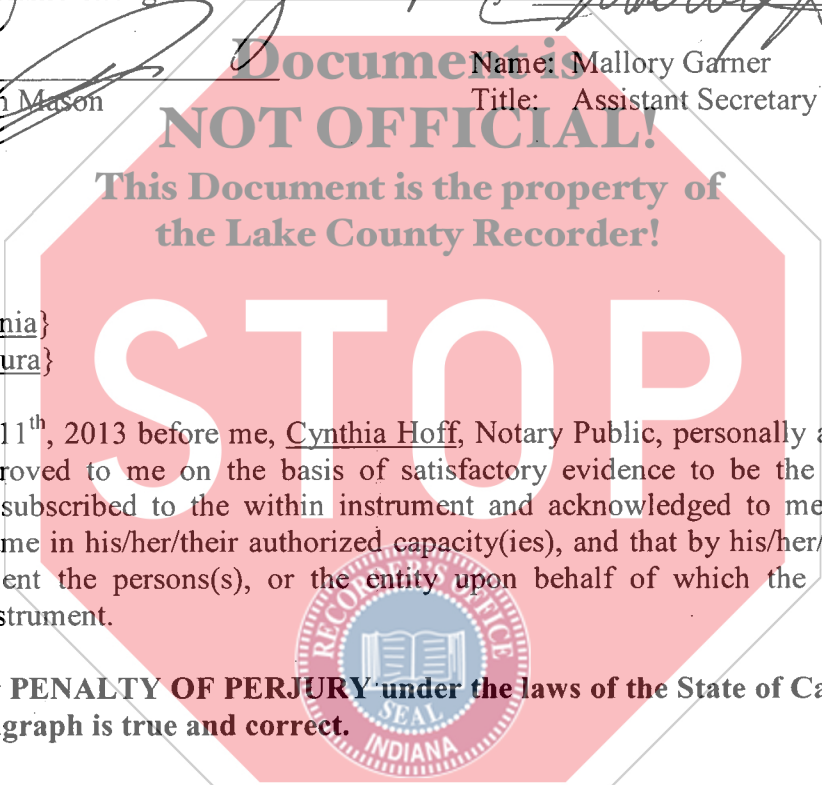 Document is
Name: Mallory Garner
Mason
Title: Assistant Secretary
NOT OFFICIAL!
This Document is the property of
the Lake County Recorder!
STOP
nia}
ura}
11th, 2013 before me, Cynthia Hoff, Notary Public, personally a
roved to me on the basis of satisfactory evidence to be the
subscribed to the within instrument and acknowledged to me
me in his/her/their authorized capacity(ies), and that by his/her/
ent the persons(s), or the entity upon behalf of which the
strument.
RECORDER'S OFFICE
PENALTY OF PERJURY under the laws of the State of Ca
graph is true and correct.
SEAL
INDIANA